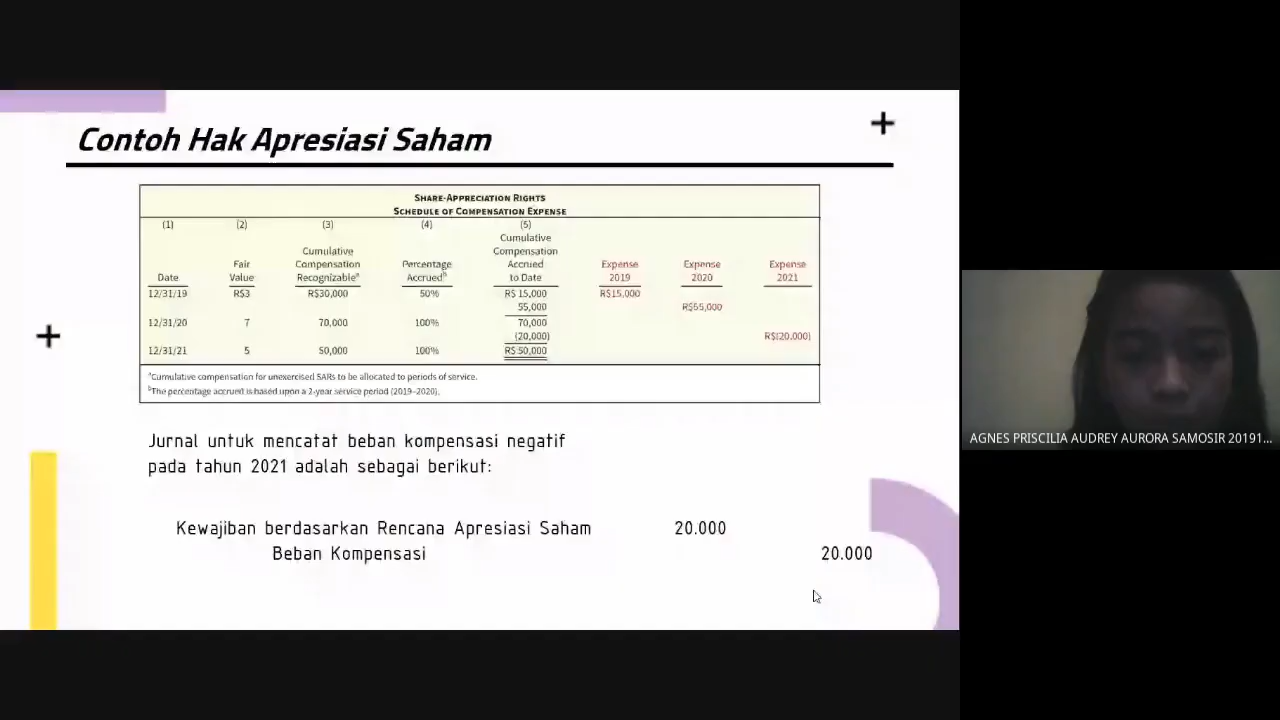 Contoh Hak Apresiasi Saham
SHARE-APPRECIATION RIGHTS
SCHEDULE OF COMPENSATION EXPENSE
(1) (2) (3) (4) (5)
Cumulative
Cumulative Compensation
Fair Compensation Percentage Accrued Expense Expense Expense
Date Value Recognizableᵃ Accruedᵇ to Date 2019 2020 2021
12/31/19 R$3 R$30,000 50% R$ 15,000 R$15,000
55,000 R$55,000
12/31/20 7 70,000 100% 70,000
(20,000) R$(20,000)
12/31/21 5 50,000 100% R$ 50,000
ᵃCumulative compensation for unexercised SARs to be allocated to periods of service.
ᵇThe percentage accrued is based upon a 2-year service period (2019–2020).
Jurnal untuk mencatat beban kompensasi negatif
pada tahun 2021 adalah sebagai berikut:
Kewajiban berdasarkan Rencana Apresiasi Saham 20.000
Beban Kompensasi 20.000
AGNES PRISCILIA AUDREY AURORA SAMOSIR 20191...